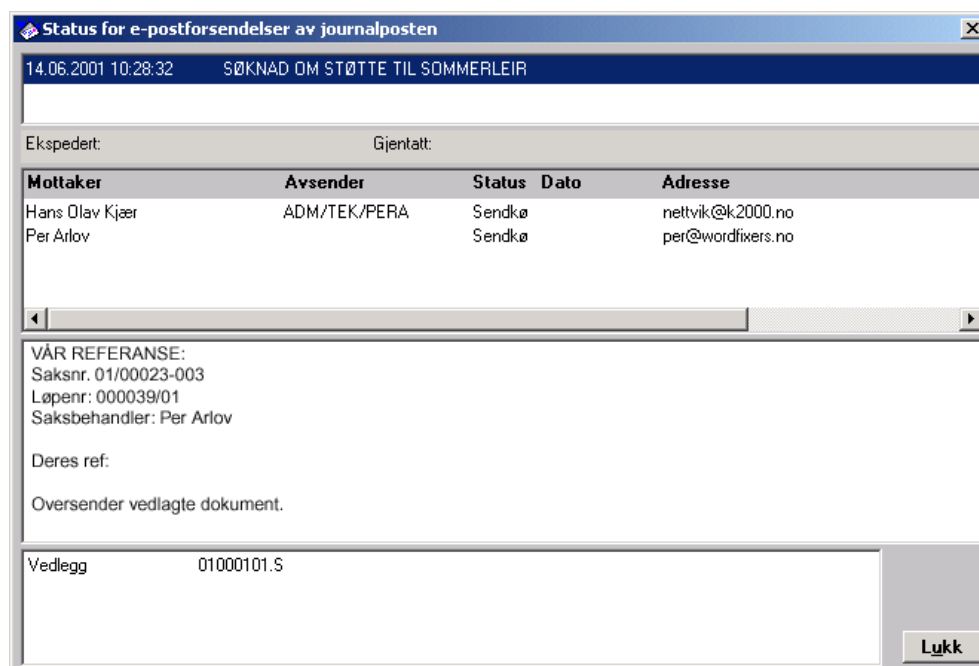 Status for e-postforsendelser av journalposten
14.06.2001 10:28:32 SØKNAD OM STØTTE TIL SOMMERLEIR
Ekspedert: Gjentatt:
Mottaker Avsender Status Dato Adresse
Hans Olav Kjær ADM/TEK/PERA Sendkø nettvik@k2000.no
Per Arlov Sendkø per@wordfixers.no
VÅR REFERANSE:
Saksnr. 01/00023-003
Løpenr: 000039/01
Saksbehandler: Per Arlov
Deres ref:
Oversender vedlagte dokument.
Vedlegg 01000101.S
Lukk